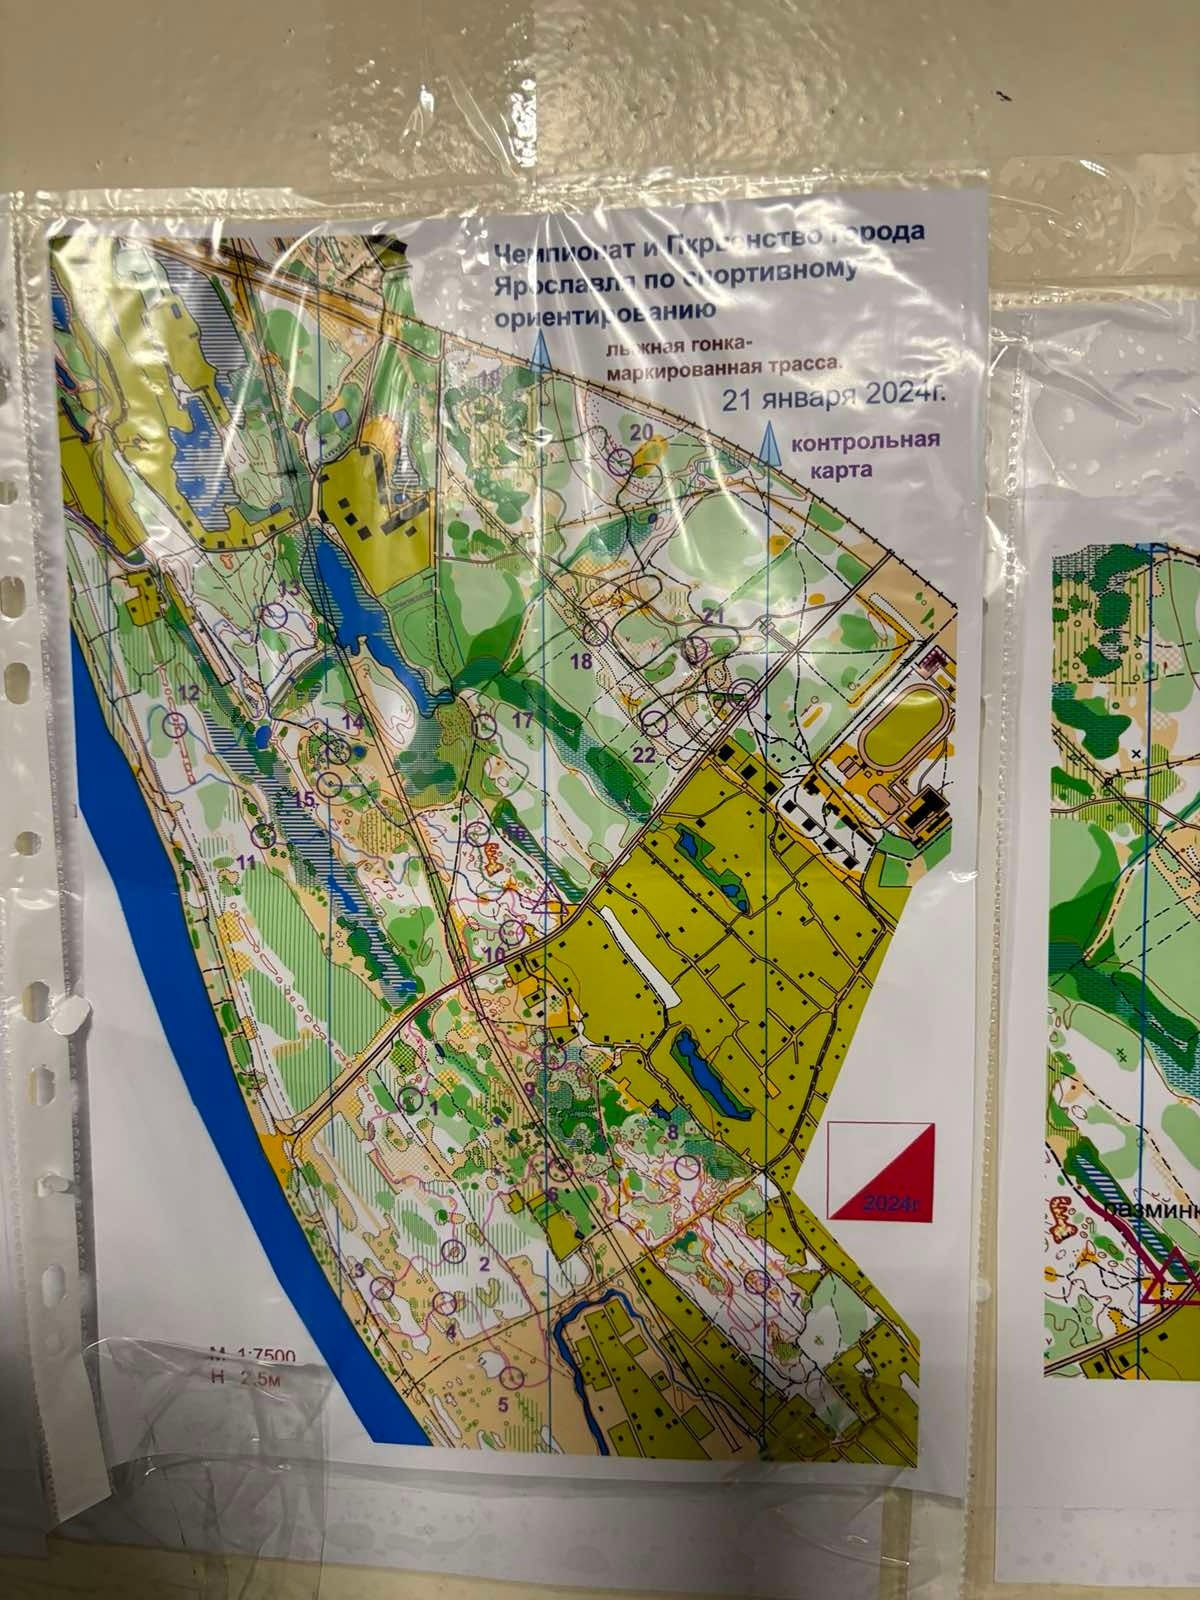 Чемпионат и Пкрвенство города
Ярославля по спортивному
ориентированию
лыжная гонка-
маркированная трасса.
21 января 2024г.
контрольная
карта
19
20
13
21
18
12
14
17
22
15
11
16
10
9
1
8
6
3
2
7
4
5
2024г.
М 1:7500
Н 2,5м
размин